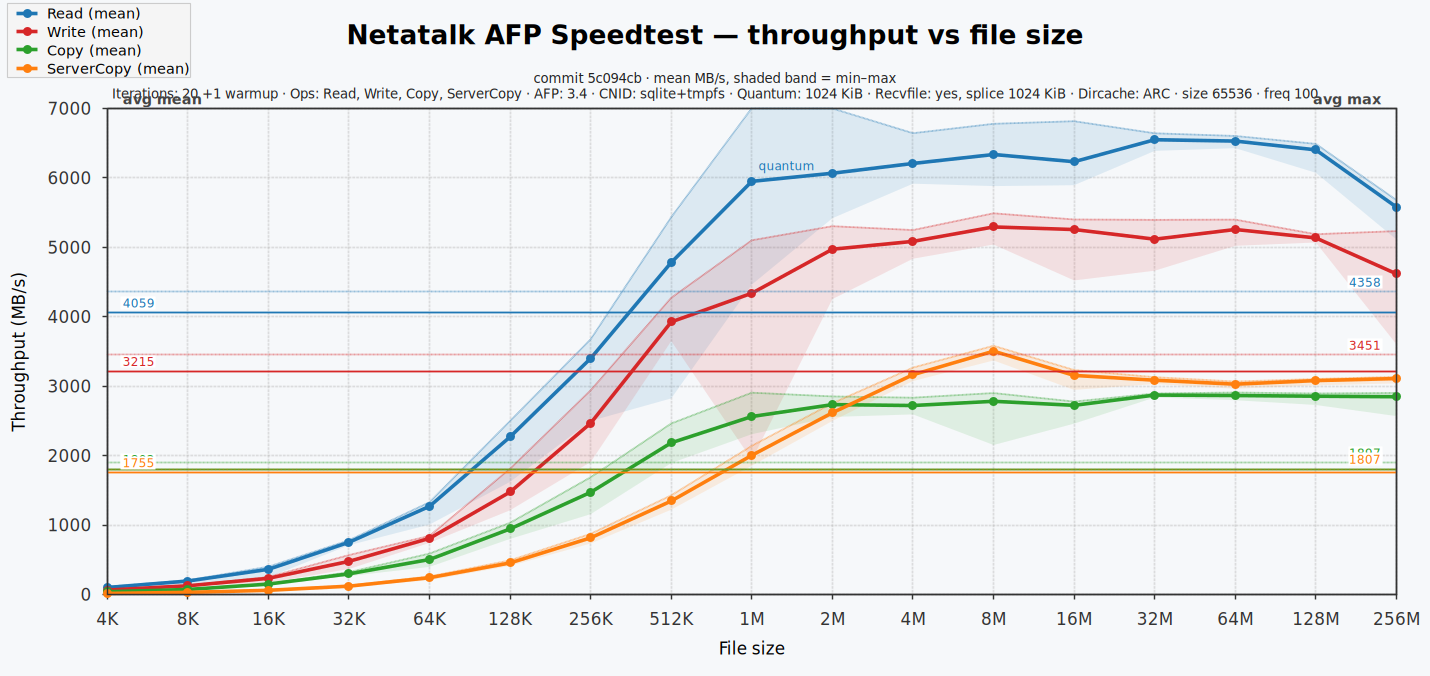 Read (mean)
Write (mean)
Copy (mean)
ServerCopy (mean)
Netatalk AFP Speedtest — throughput vs file size
commit 5c094cb · mean MB/s, shaded band = min–max
Iterations: 20 +1 warmup · Ops: Read, Write, Copy, ServerCopy · AFP: 3.4 · CNID: sqlite+tmpfs · Quantum: 1024 KiB · Recvfile: yes, splice 1024 KiB · Dircache: ARC · size 65536 · freq 100
avg mean
avg max
7000
6000
5000
4000
3000
2000
1000
0
Throughput (MB/s)
quantum
4059
4358
3215
3451
1755
1807
4K 8K 16K 32K 64K 128K 256K 512K 1M 2M 4M 8M 16M 32M 64M 128M 256M
File size